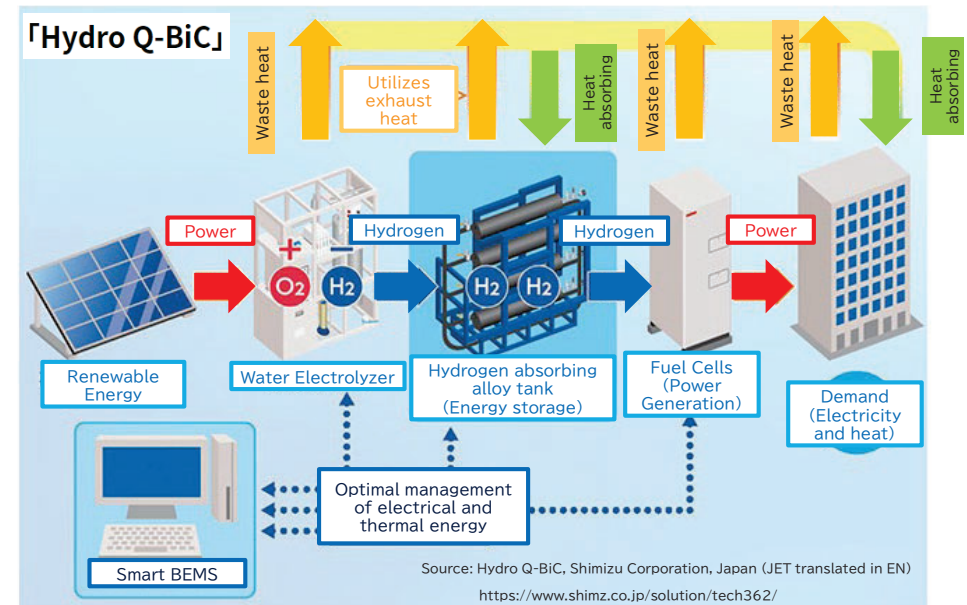 「Hydro Q-BiC」
Waste heat
Utilizes
exhaust
heat
Heat
absorbing
Waste heat
Waste heat
Heat
absorbing
Power
Hydrogen
Hydrogen
Power
+
−
O2
H2
H2
H2
Renewable
Energy
Water Electrolyzer
Hydrogen absorbing
alloy tank
(Energy storage)
Fuel Cells
(Power
Generation)
Demand
(Electricity
and heat)
Optimal management
of electrical and
thermal energy
Smart BEMS
Source: Hydro Q-BiC, Shimizu Corporation, Japan (JET translated in EN)
https://www.shimz.co.jp/solution/tech362/